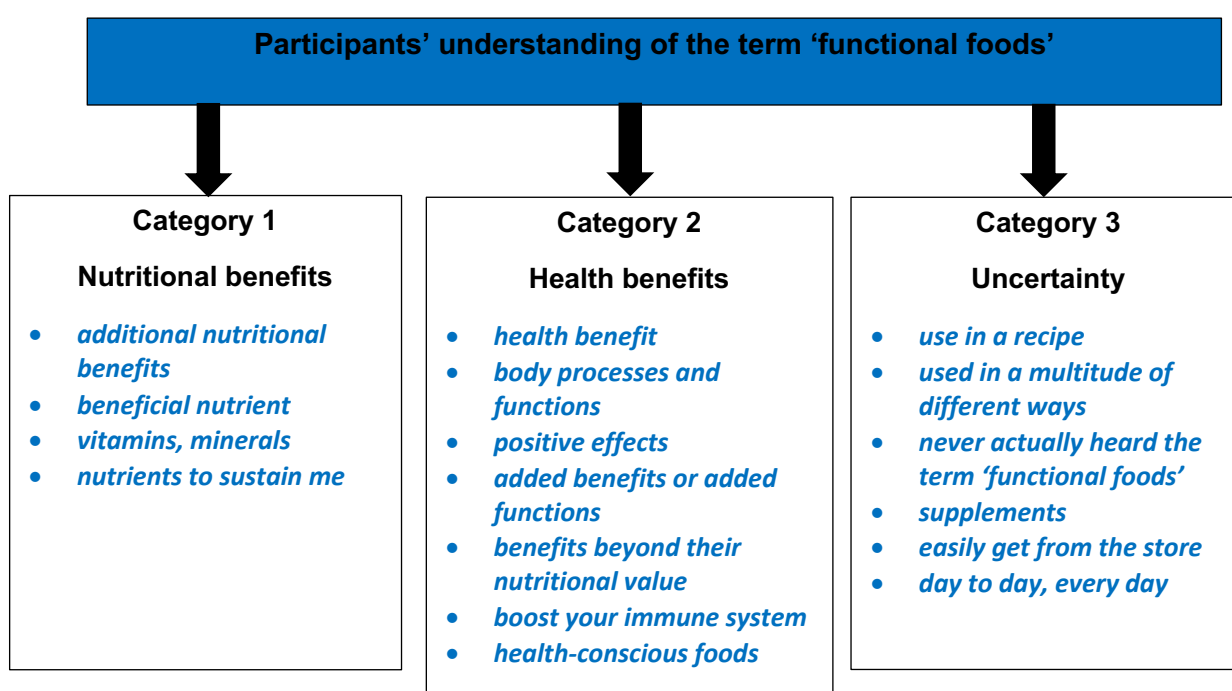 Participants’ understanding of the term ‘functional foods’
Category 1
Nutritional benefits
• additional nutritional
benefits
• beneficial nutrient
• vitamins, minerals
• nutrients to sustain me
Category 2
Health benefits
• health benefit
• body processes and
functions
• positive effects
• added benefits or added
functions
• benefits beyond their
nutritional value
• boost your immune system
• health-conscious foods
Category 3
Uncertainty
• use in a recipe
• used in a multitude of
different ways
• never actually heard the
term ‘functional foods’
• supplements
• easily get from the store
• day to day, every day